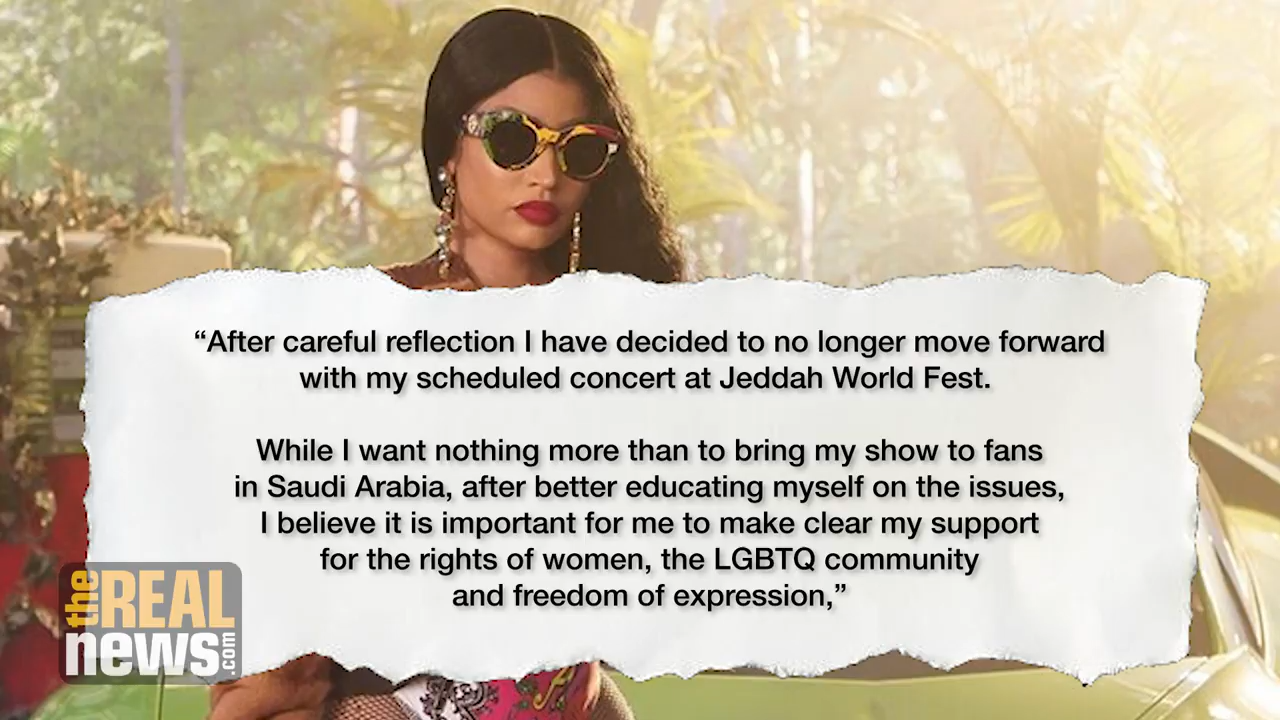 “After careful reflection I have decided to no longer move forward
with my scheduled concert at Jeddah World Fest.
While I want nothing more than to bring my show to fans
in Saudi Arabia, after better educating myself on the issues,
I believe it is important for me to make clear my support
for the rights of women, the LGBTQ community
and freedom of expression,”
the REAL
news.com